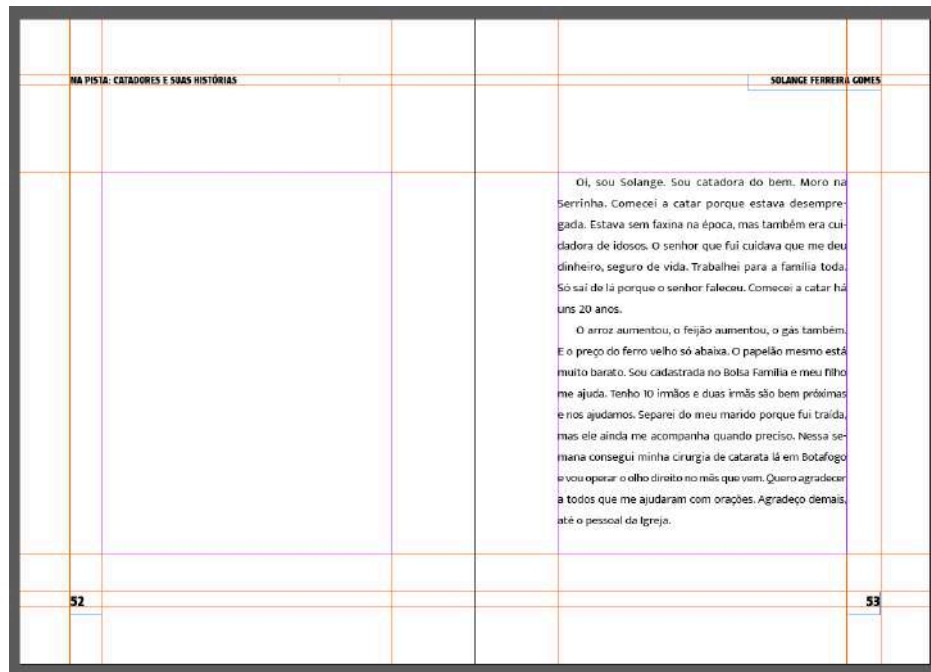 NA PISTA: CATADORES E SUAS HISTÓRIAS
SOLANGE FERREIRA GOMES
Oi, sou Solange. Sou catadora do bem. Moro na
Serrinha. Comecei a catar porque estava desempre-
gada. Estava sem faxina na época, mas também era cui-
dadora de idosos. O senhor que fui cuidava que me deu
dinheiro, seguro de vida. Trabalhei para a família toda.
Só saí de lá porque o senhor faleceu. Comecei a catar há
uns 20 anos.
O arroz aumentou, o feijão aumentou, o gás também.
E o preço do ferro velho só abaixa. O papelão mesmo está
muito barato. Sou cadastrada no Bolsa Família e meu filho
me ajuda. Tenho 10 irmãos e duas irmãs são bem próximas
e nos ajudamos. Separei do meu marido porque fui traída,
mas ele ainda me acompanha quando preciso. Nessa se-
mana consegui minha cirurgia de catarata lá em Botafogo
e vou operar o olho direito no mês que vem. Quero agradecer
a todos que me ajudaram com orações. Agradeço demais,
até o pessoal da Igreja.
52
53